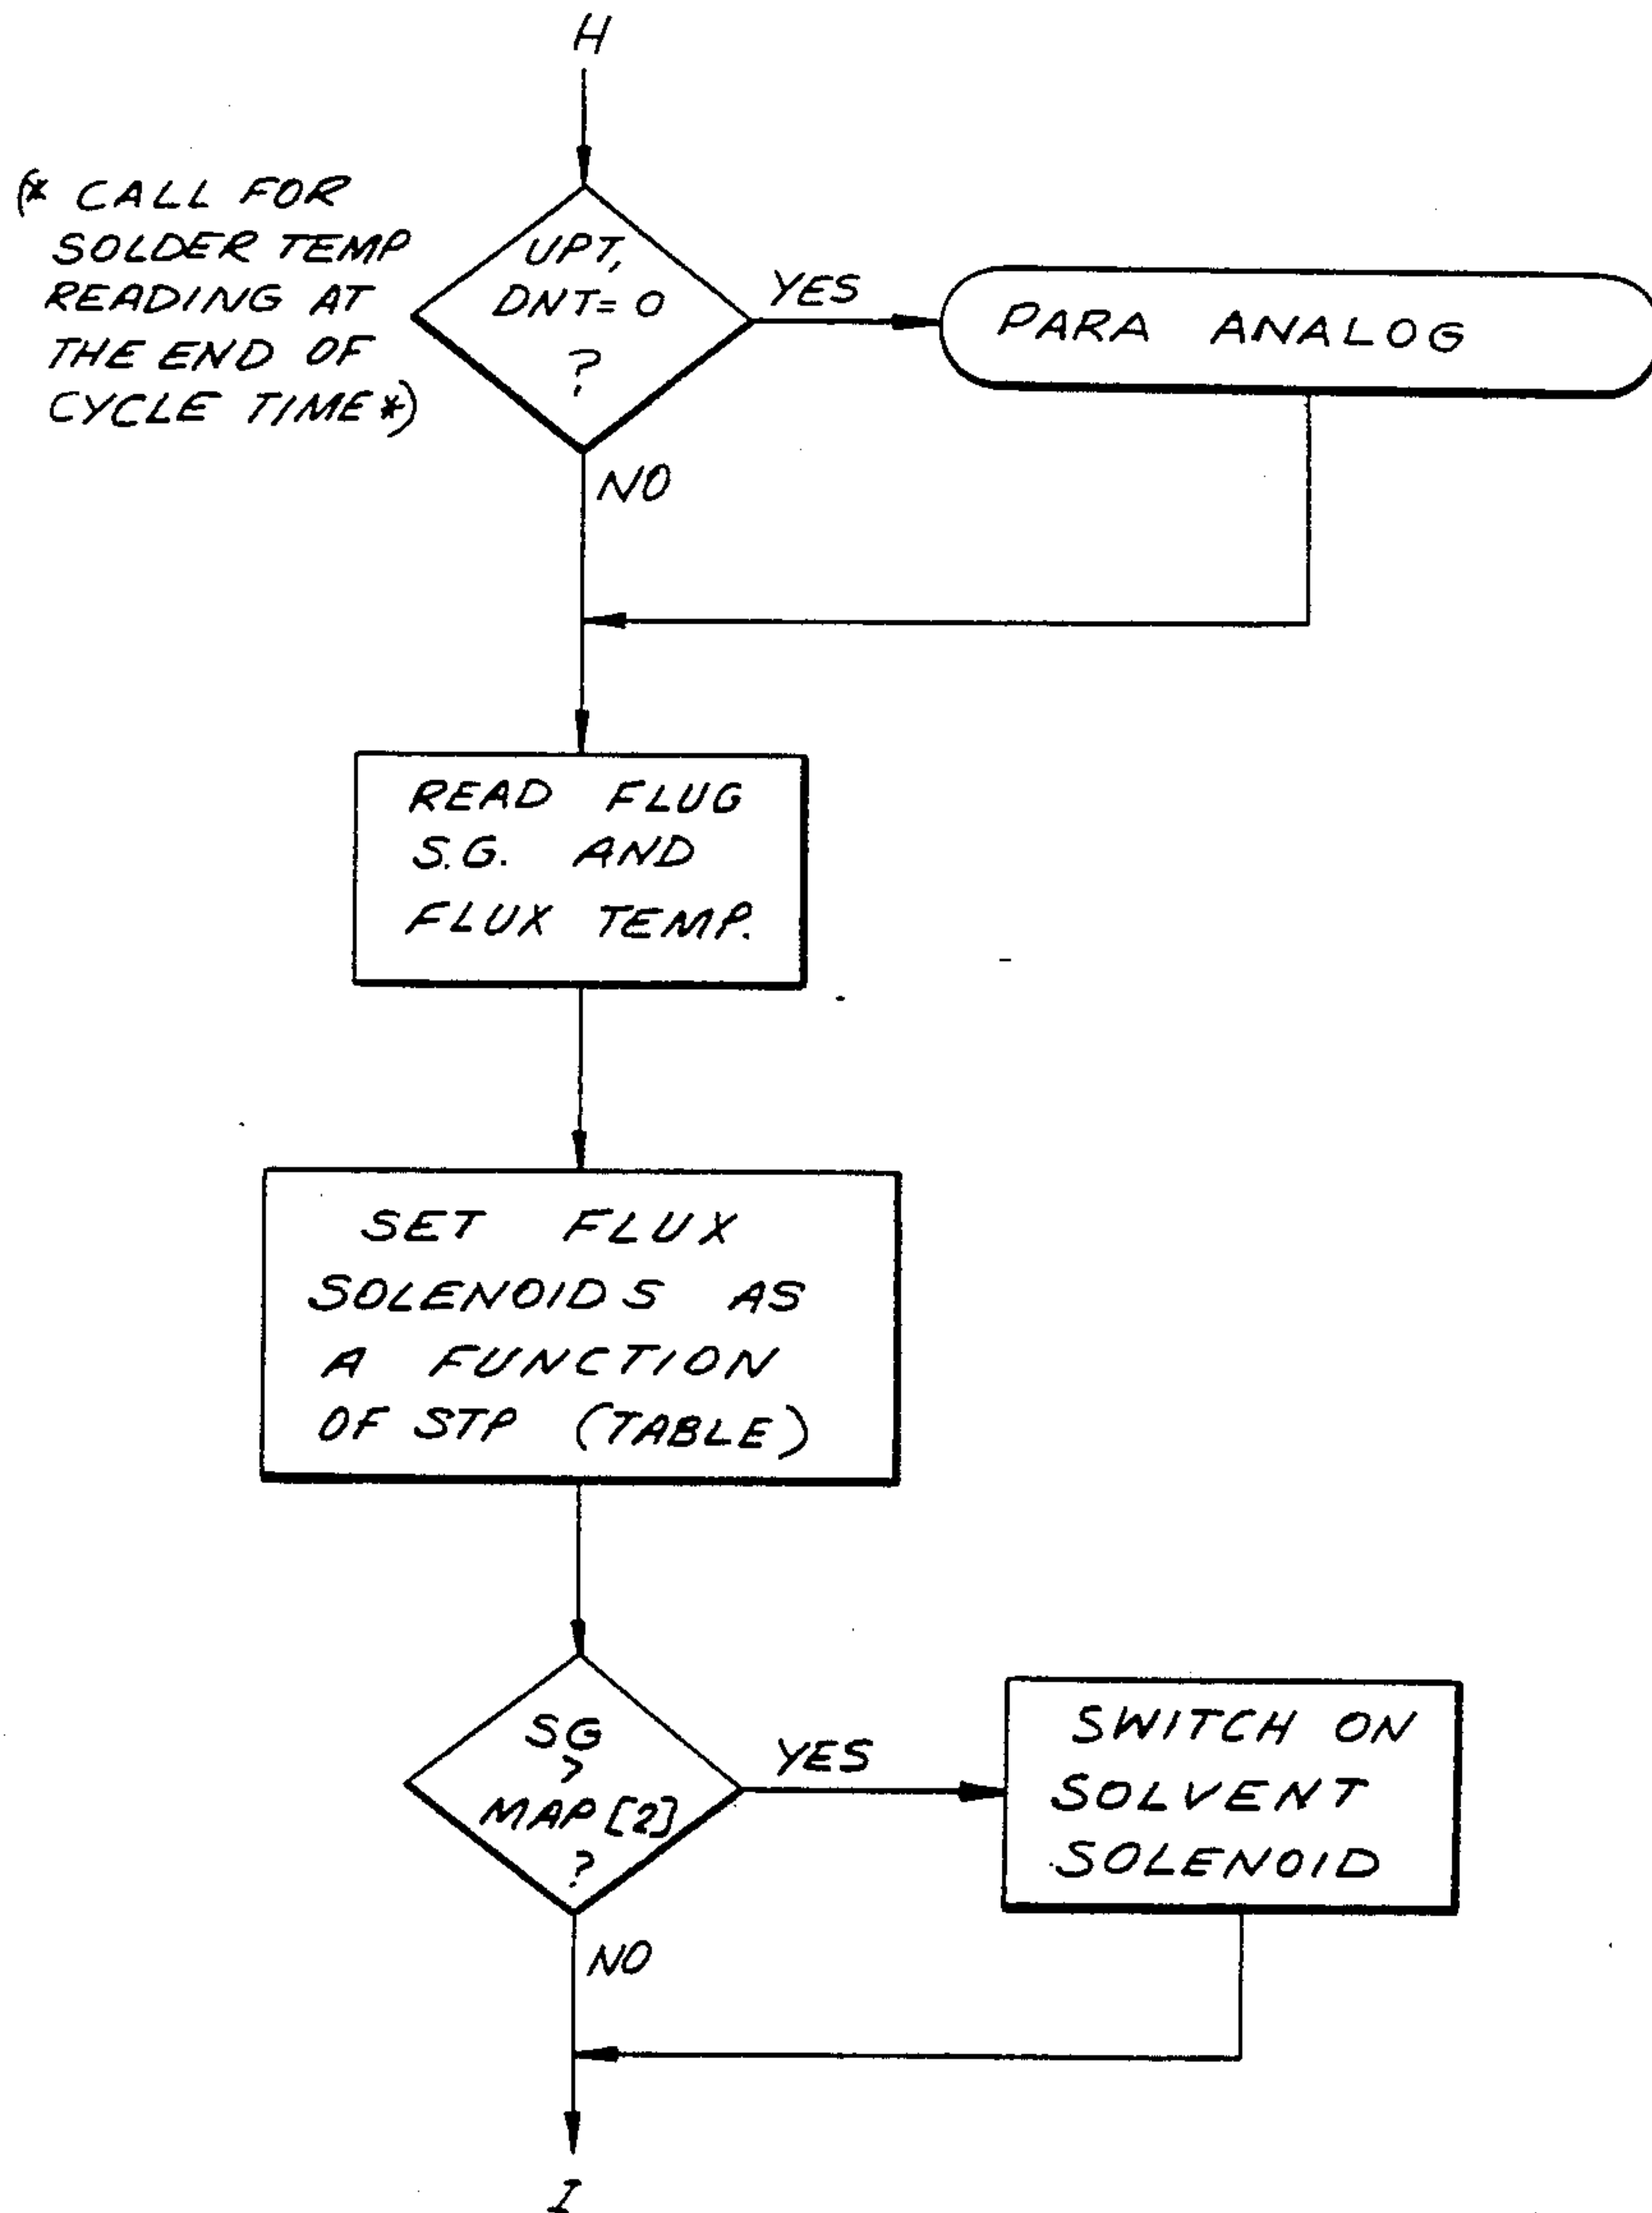 H
(* CALL FOR
SOLDER TEMP
READING AT
THE END OF
CYCLE TIME *)
UPT,
DNT = 0
?
YES
PARA ANALOG
NO
READ FLUG
S.G. AND
FLUX TEMP.
SET FLUX
SOLENOIDS AS
A FUNCTION
OF STP (TABLE)
SG
>
MAP [2]
?
YES
SWITCH ON
SOLVENT
SOLENOID
NO
I